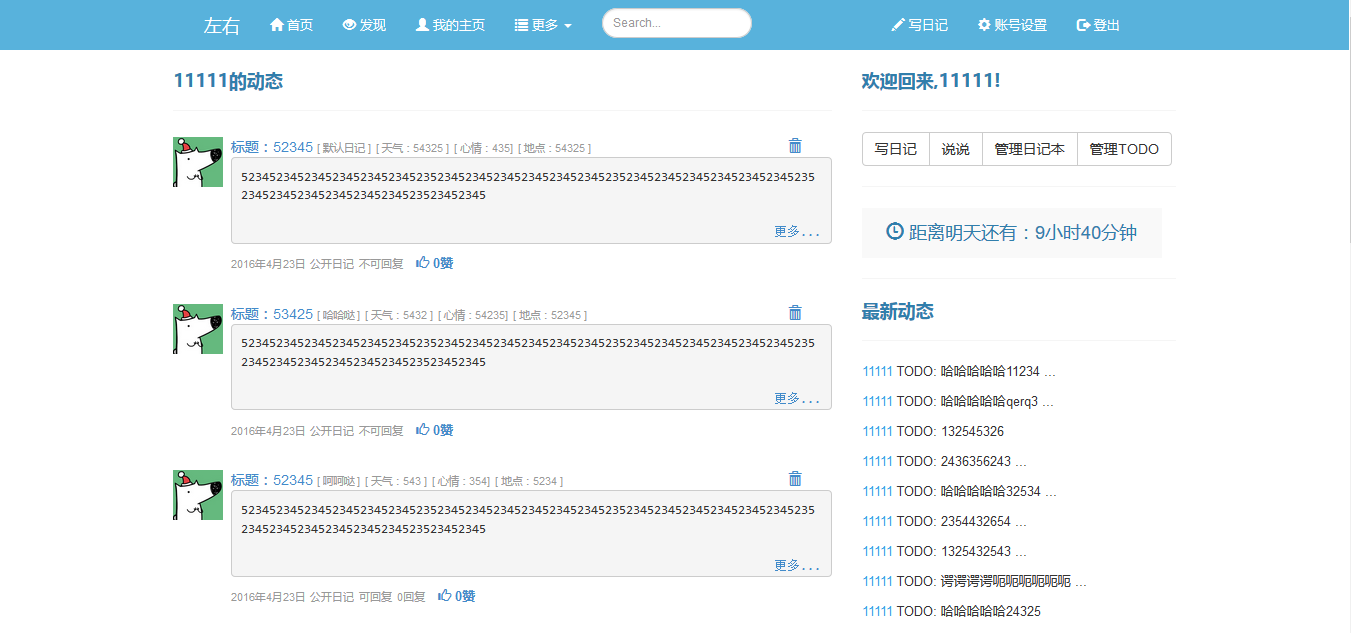 左右 首页 发现 我的主页 更多 Search... 写日记 账号设置 登出
11111的动态
标题：52345 [ 默认日记 ] [ 天气 : 54325 ] [ 心情 : 435] [ 地点 : 54325 ]
523452345234523452345234523523452345234523452345234523452352345234523452345234523452345235
23452345234523452345234523523452345
更多...
2016年4月23日 公开日记 不可回复 0赞
标题：53425 [ 哈哈哒 ] [ 天气 : 5432 ] [ 心情 : 54235] [ 地点 : 52345 ]
523452345234523452345234523523452345234523452345234523452352345234523452345234523452345235
23452345234523452345234523523452345
更多...
2016年4月23日 公开日记 不可回复 0赞
标题：52345 [ 呵呵哒 ] [ 天气 : 543 ] [ 心情 : 354] [ 地点 : 5234 ]
523452345234523452345234523523452345234523452345234523452352345234523452345234523452345235
23452345234523452345234523523452345
更多...
2016年4月23日 公开日记 可回复 0回复 0赞
欢迎回来,11111!
写日记 说说 管理日记本 管理TODO
距离明天还有：9小时40分钟
最新动态
11111 TODO: 哈哈哈哈哈11234 ...
11111 TODO: 哈哈哈哈哈qerq3 ...
11111 TODO: 132545326
11111 TODO: 2436356243 ...
11111 TODO: 哈哈哈哈哈32534 ...
11111 TODO: 2354432654 ...
11111 TODO: 1325432543 ...
11111 TODO: 谔谔谔谔呃呃呃呃呃呃 ...
11111 TODO: 哈哈哈哈哈24325